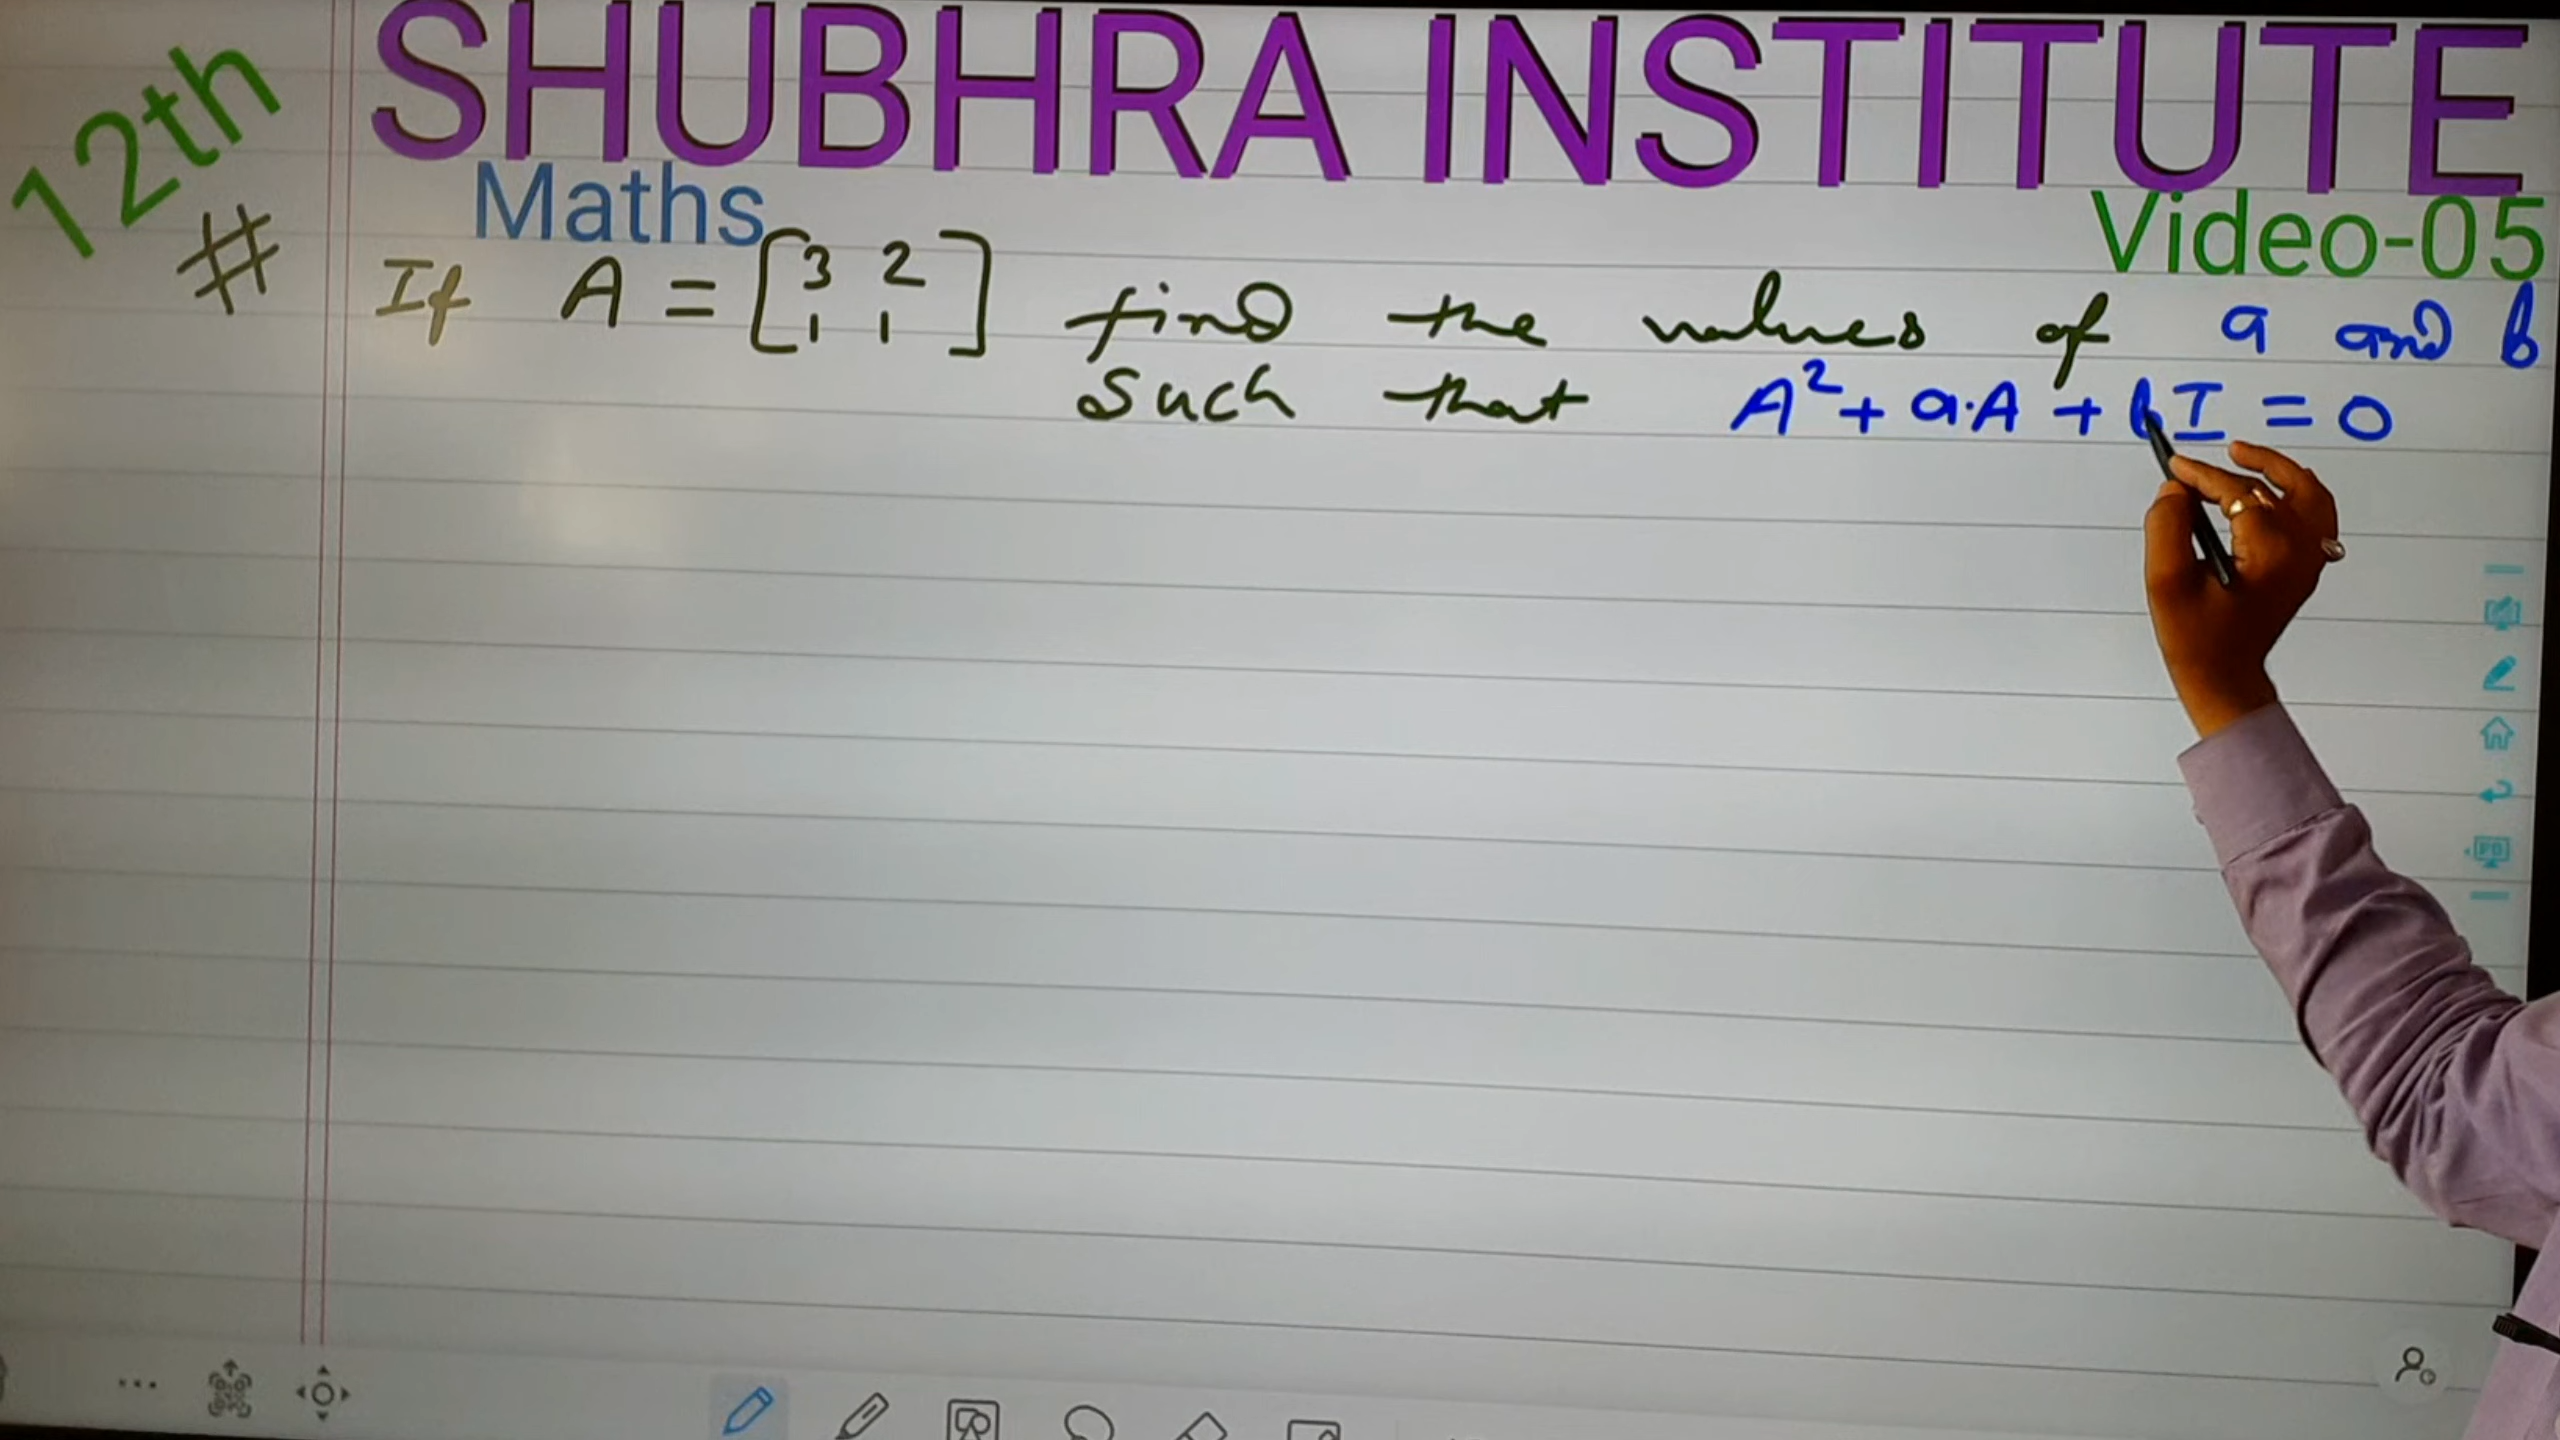 12th
SHUBHRA INSTITUTE
Maths
Video-05
# If A = [3 2
1 1] find the values of a and b
such that A² + a·A + bI = 0